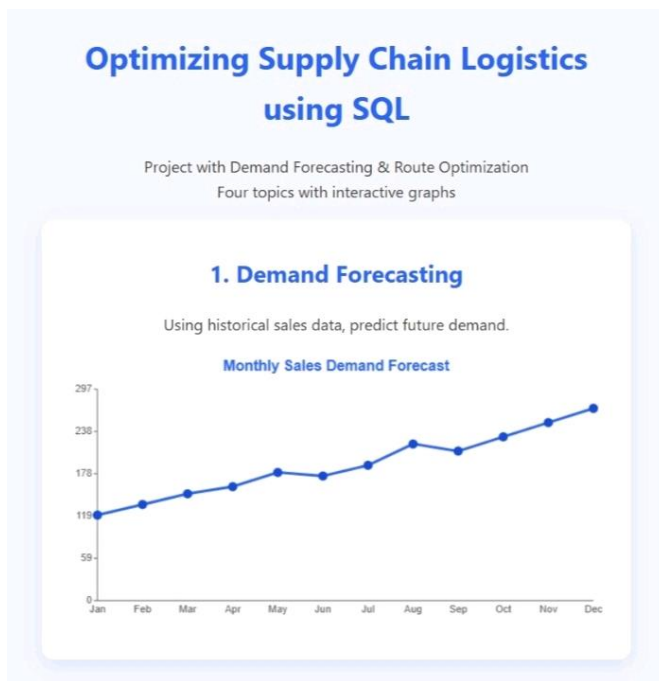 Optimizing Supply Chain Logistics
using SQL
Project with Demand Forecasting & Route Optimization
Four topics with interactive graphs
1. Demand Forecasting
Using historical sales data, predict future demand.
Monthly Sales Demand Forecast
297
238
178
119
59
0
Jan Feb Mar Apr May Jun Jul Aug Sep Oct Nov Dec